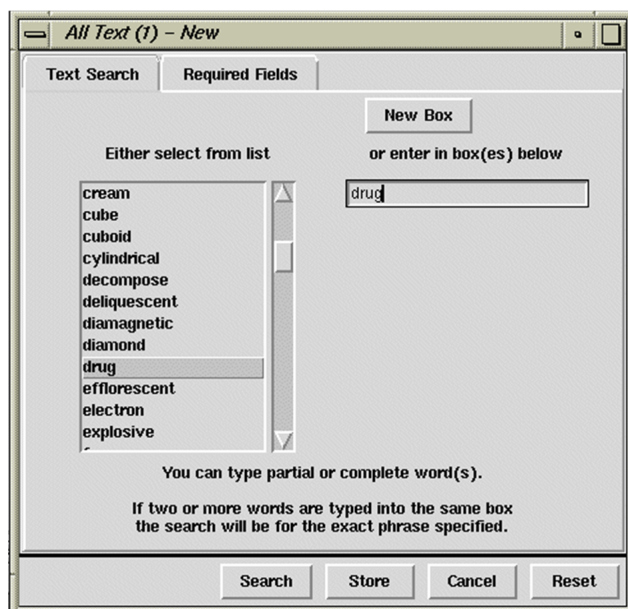 All Text (1) – New
Text Search
Required Fields
New Box
Either select from list
or enter in box(es) below
cream
cube
cuboid
cylindrical
decompose
deliquescent
diamagnetic
diamond
drug
efflorescent
electron
explosive
drug
You can type partial or complete word(s).
If two or more words are typed into the same box
the search will be for the exact phrase specified.
Search
Store
Cancel
Reset